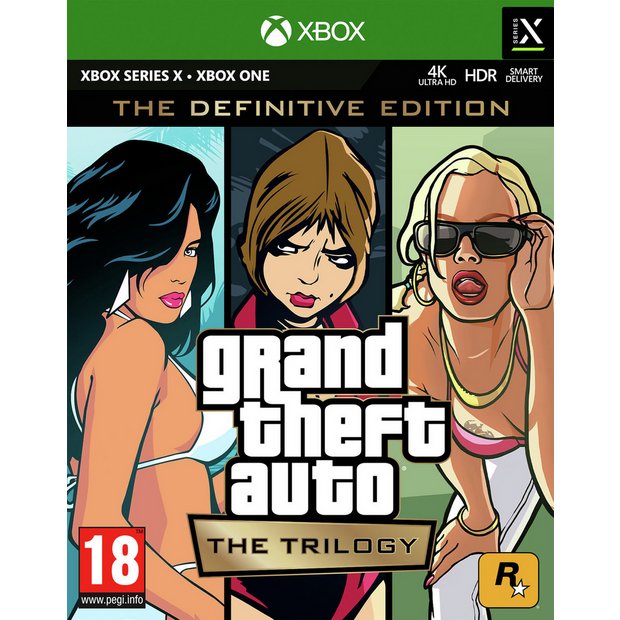 XBOX
SERIES X
XBOX SERIES X • XBOX ONE
4K
ULTRA HD
HDR
SMART
DELIVERY
THE DEFINITIVE EDITION
grand
theft
auto
THE TRILOGY
18
www.pegi.info
R